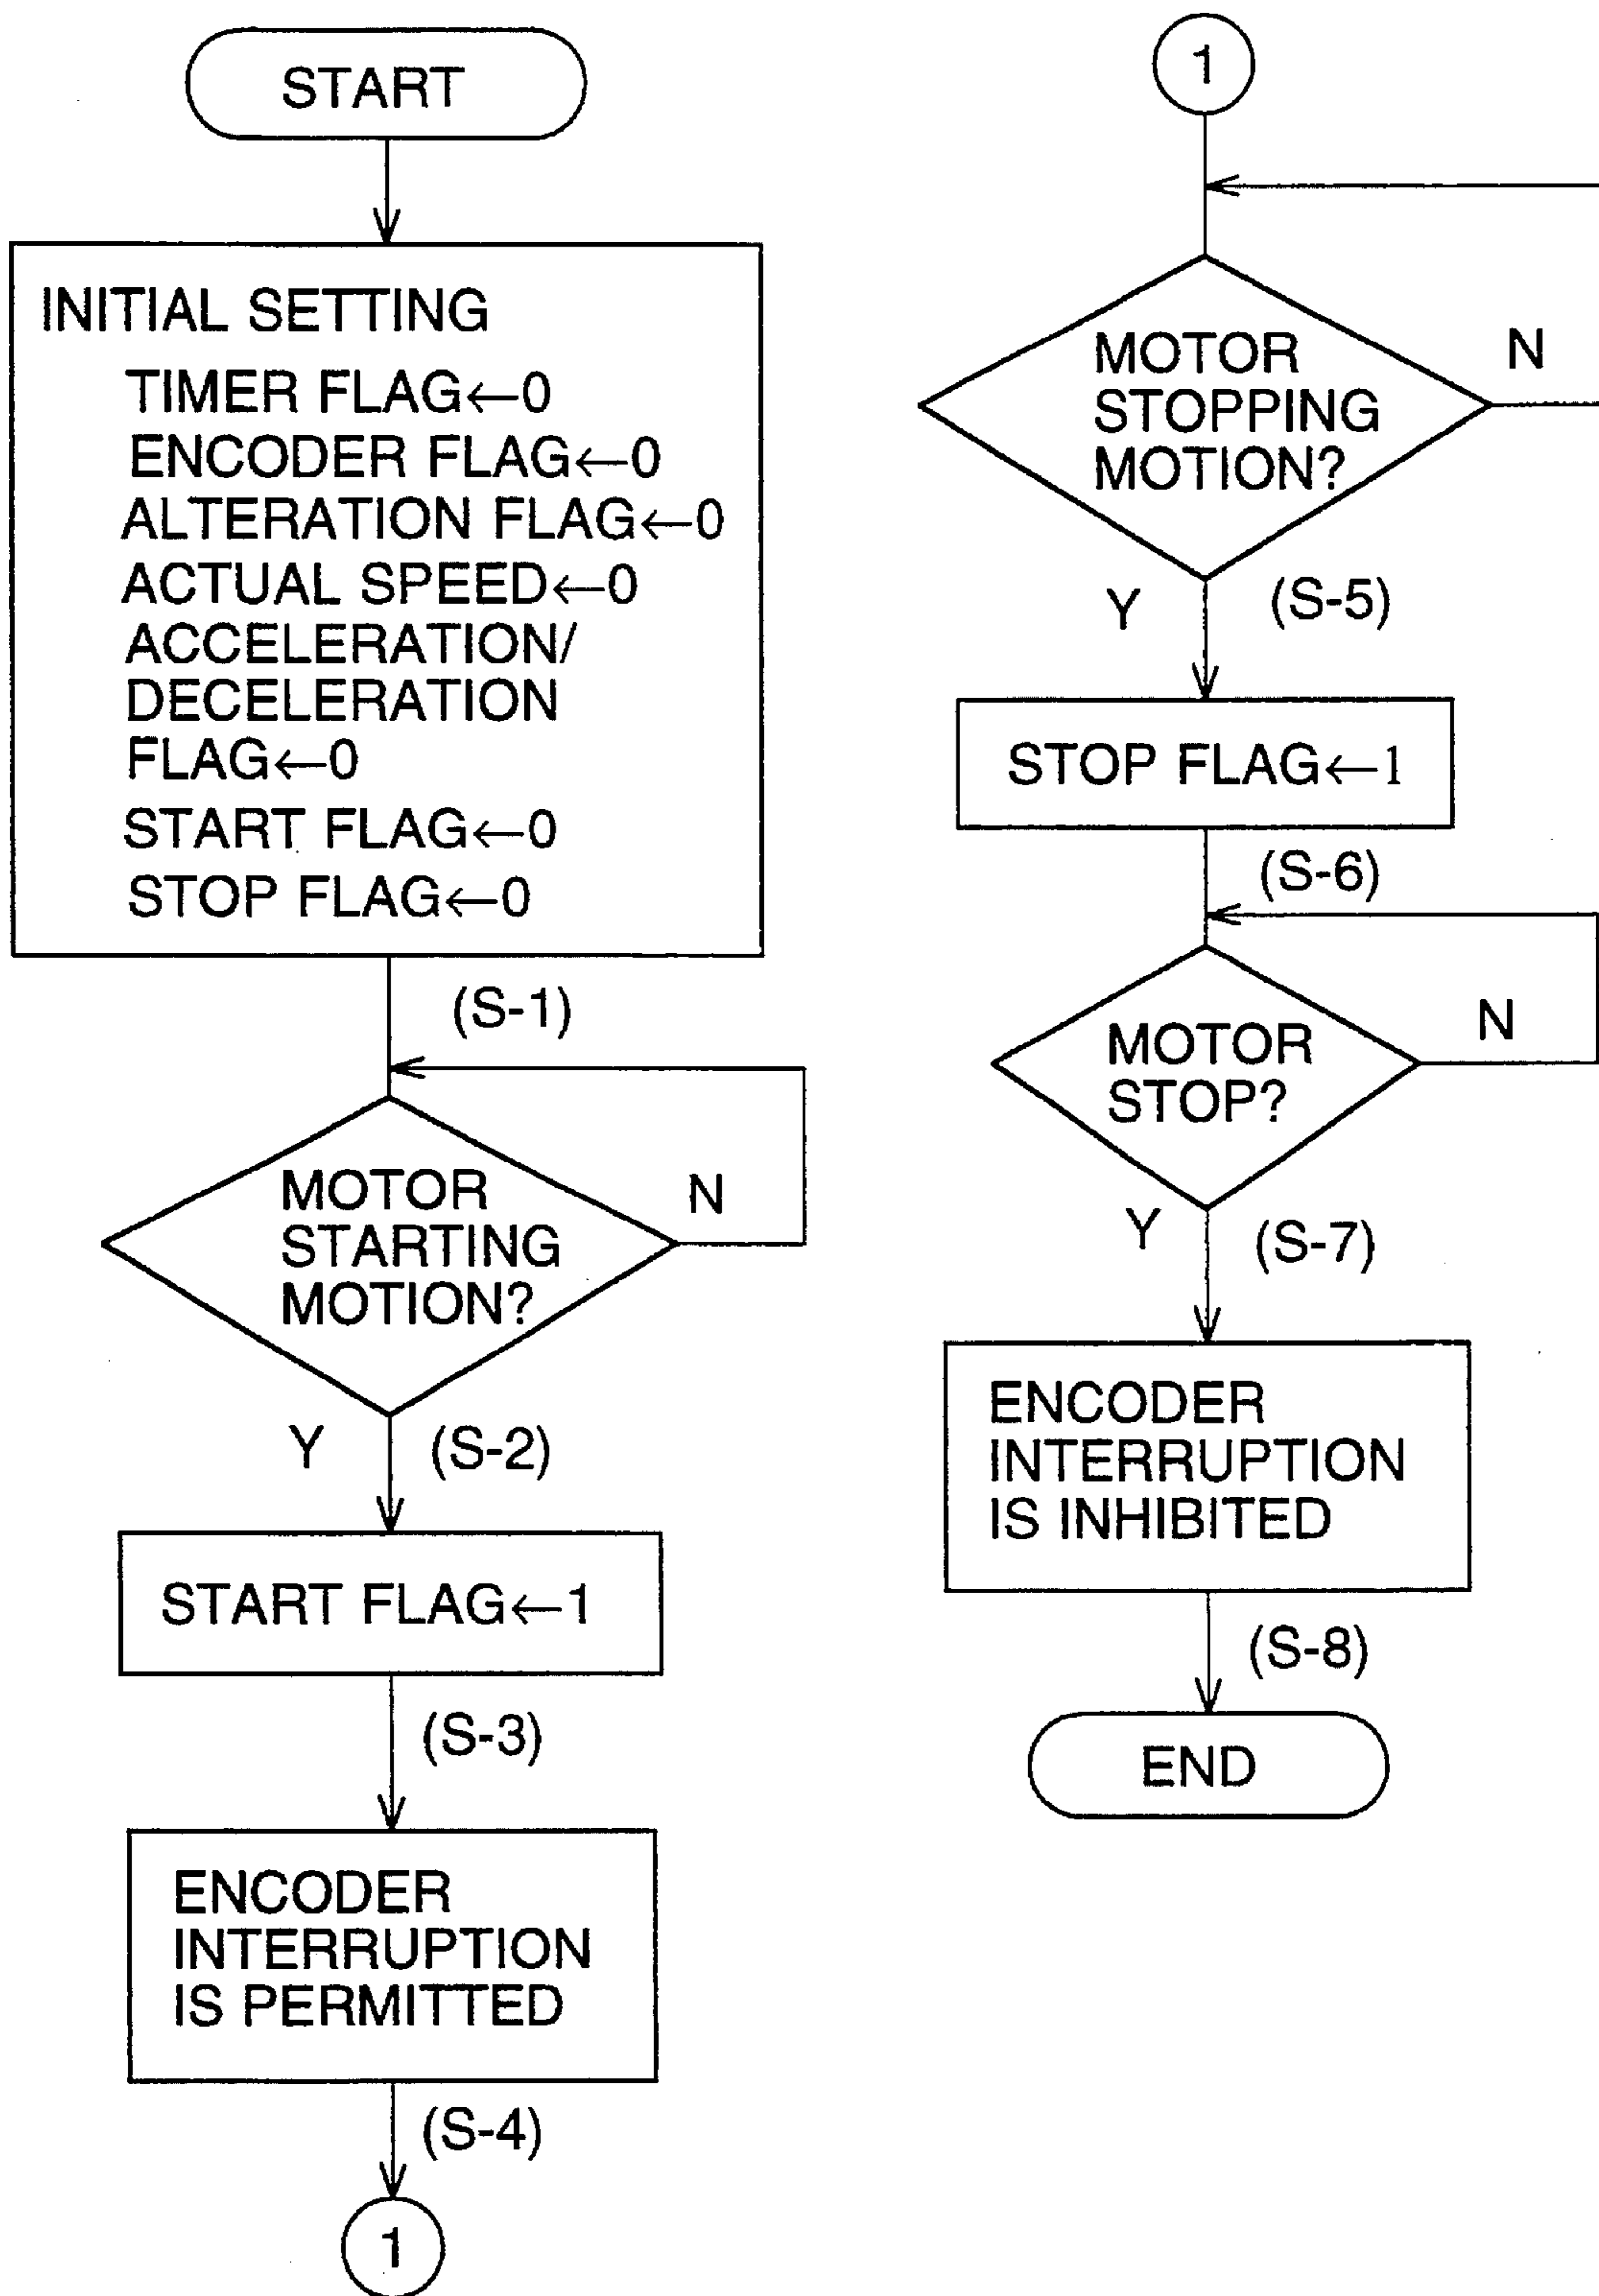 START
INITIAL SETTING
TIMER FLAG←0
ENCODER FLAG←0
ALTERATION FLAG←0
ACTUAL SPEED←0
ACCELERATION/
DECELERATION
FLAG←0
START FLAG←0
STOP FLAG←0
(S-1)
MOTOR
STARTING
MOTION?
N
Y
(S-2)
START FLAG←1
(S-3)
ENCODER
INTERRUPTION
IS PERMITTED
(S-4)
1
1
MOTOR
STOPPING
MOTION?
N
Y
(S-5)
STOP FLAG←1
(S-6)
MOTOR
STOP?
N
Y
(S-7)
ENCODER
INTERRUPTION
IS INHIBITED
(S-8)
END